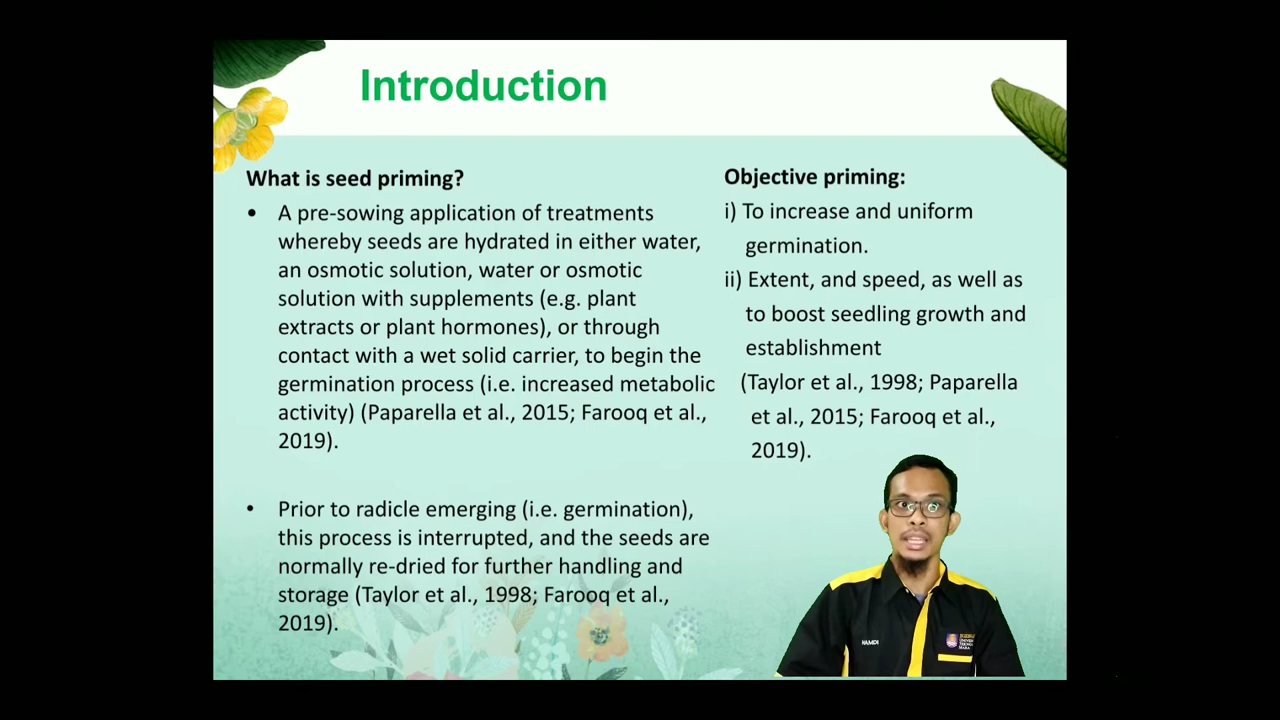 Introduction
What is seed priming?
• A pre-sowing application of treatments
whereby seeds are hydrated in either water,
an osmotic solution, water or osmotic
solution with supplements (e.g. plant
extracts or plant hormones), or through
contact with a wet solid carrier, to begin the
germination process (i.e. increased metabolic
activity) (Paparella et al., 2015; Farooq et al.,
2019).
• Prior to radicle emerging (i.e. germination),
this process is interrupted, and the seeds are
normally re-dried for further handling and
storage (Taylor et al., 1998; Farooq et al.,
2019).
Objective priming:
i) To increase and uniform
germination.
ii) Extent, and speed, as well as
to boost seedling growth and
establishment
(Taylor et al., 1998; Paparella
et al., 2015; Farooq et al.,
2019).
HAMDI
MARA